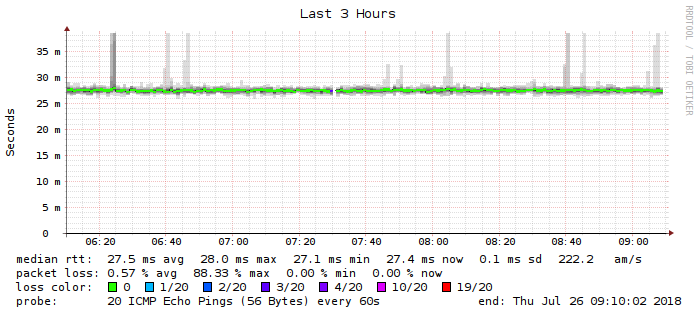 Last 3 Hours
RRDTOOL / TOBI OETIKER
Seconds
35 m
30 m
25 m
20 m
15 m
10 m
5 m
0
06:20 06:40 07:00 07:20 07:40 08:00 08:20 08:40 09:00
median rtt: 27.5 ms avg 28.0 ms max 27.1 ms min 27.4 ms now 0.1 ms sd 222.2 am/s
packet loss: 0.57 % avg 88.33 % max 0.00 % min 0.00 % now
loss color: 0 1/20 2/20 3/20 4/20 10/20 19/20
probe: 20 ICMP Echo Pings (56 Bytes) every 60s end: Thu Jul 26 09:10:02 2018